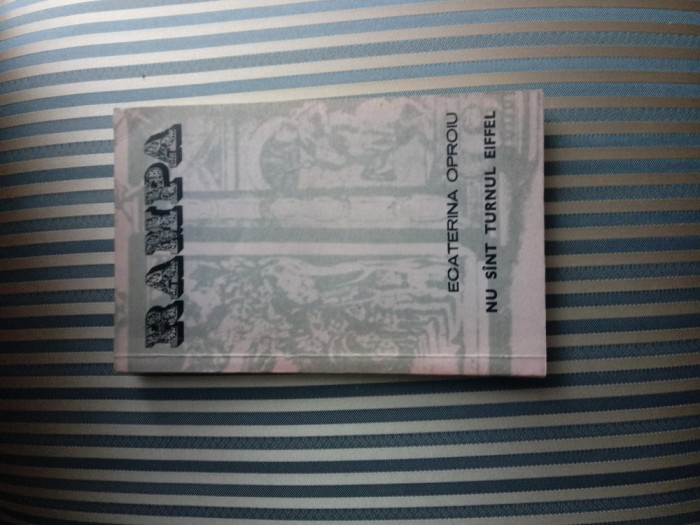 RAMPA
ECATERINA OPROIU
NU SÎNT TURNUL EIFFEL